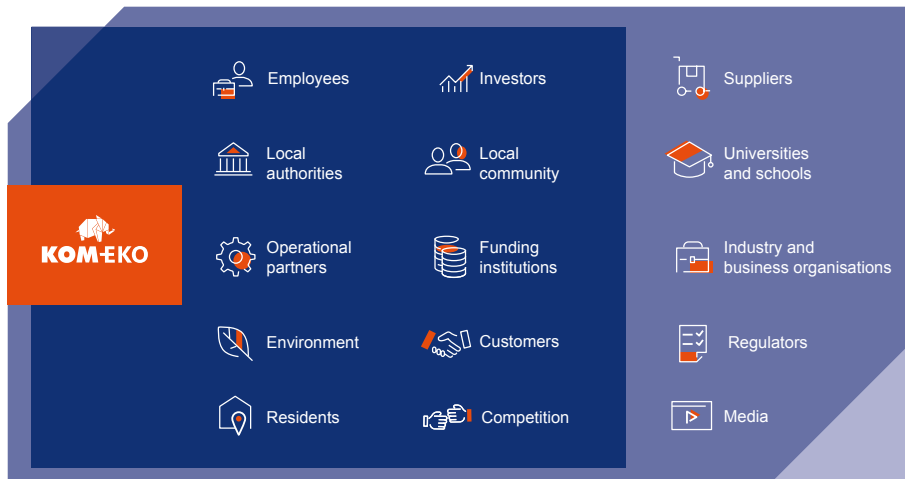 Employees
Investors
Suppliers
Local
authorities
Local
community
Universities
and schools
KOM-EKO
Operational
partners
Funding
institutions
Industry and
business organisations
Environment
Customers
Regulators
Residents
Competition
Media